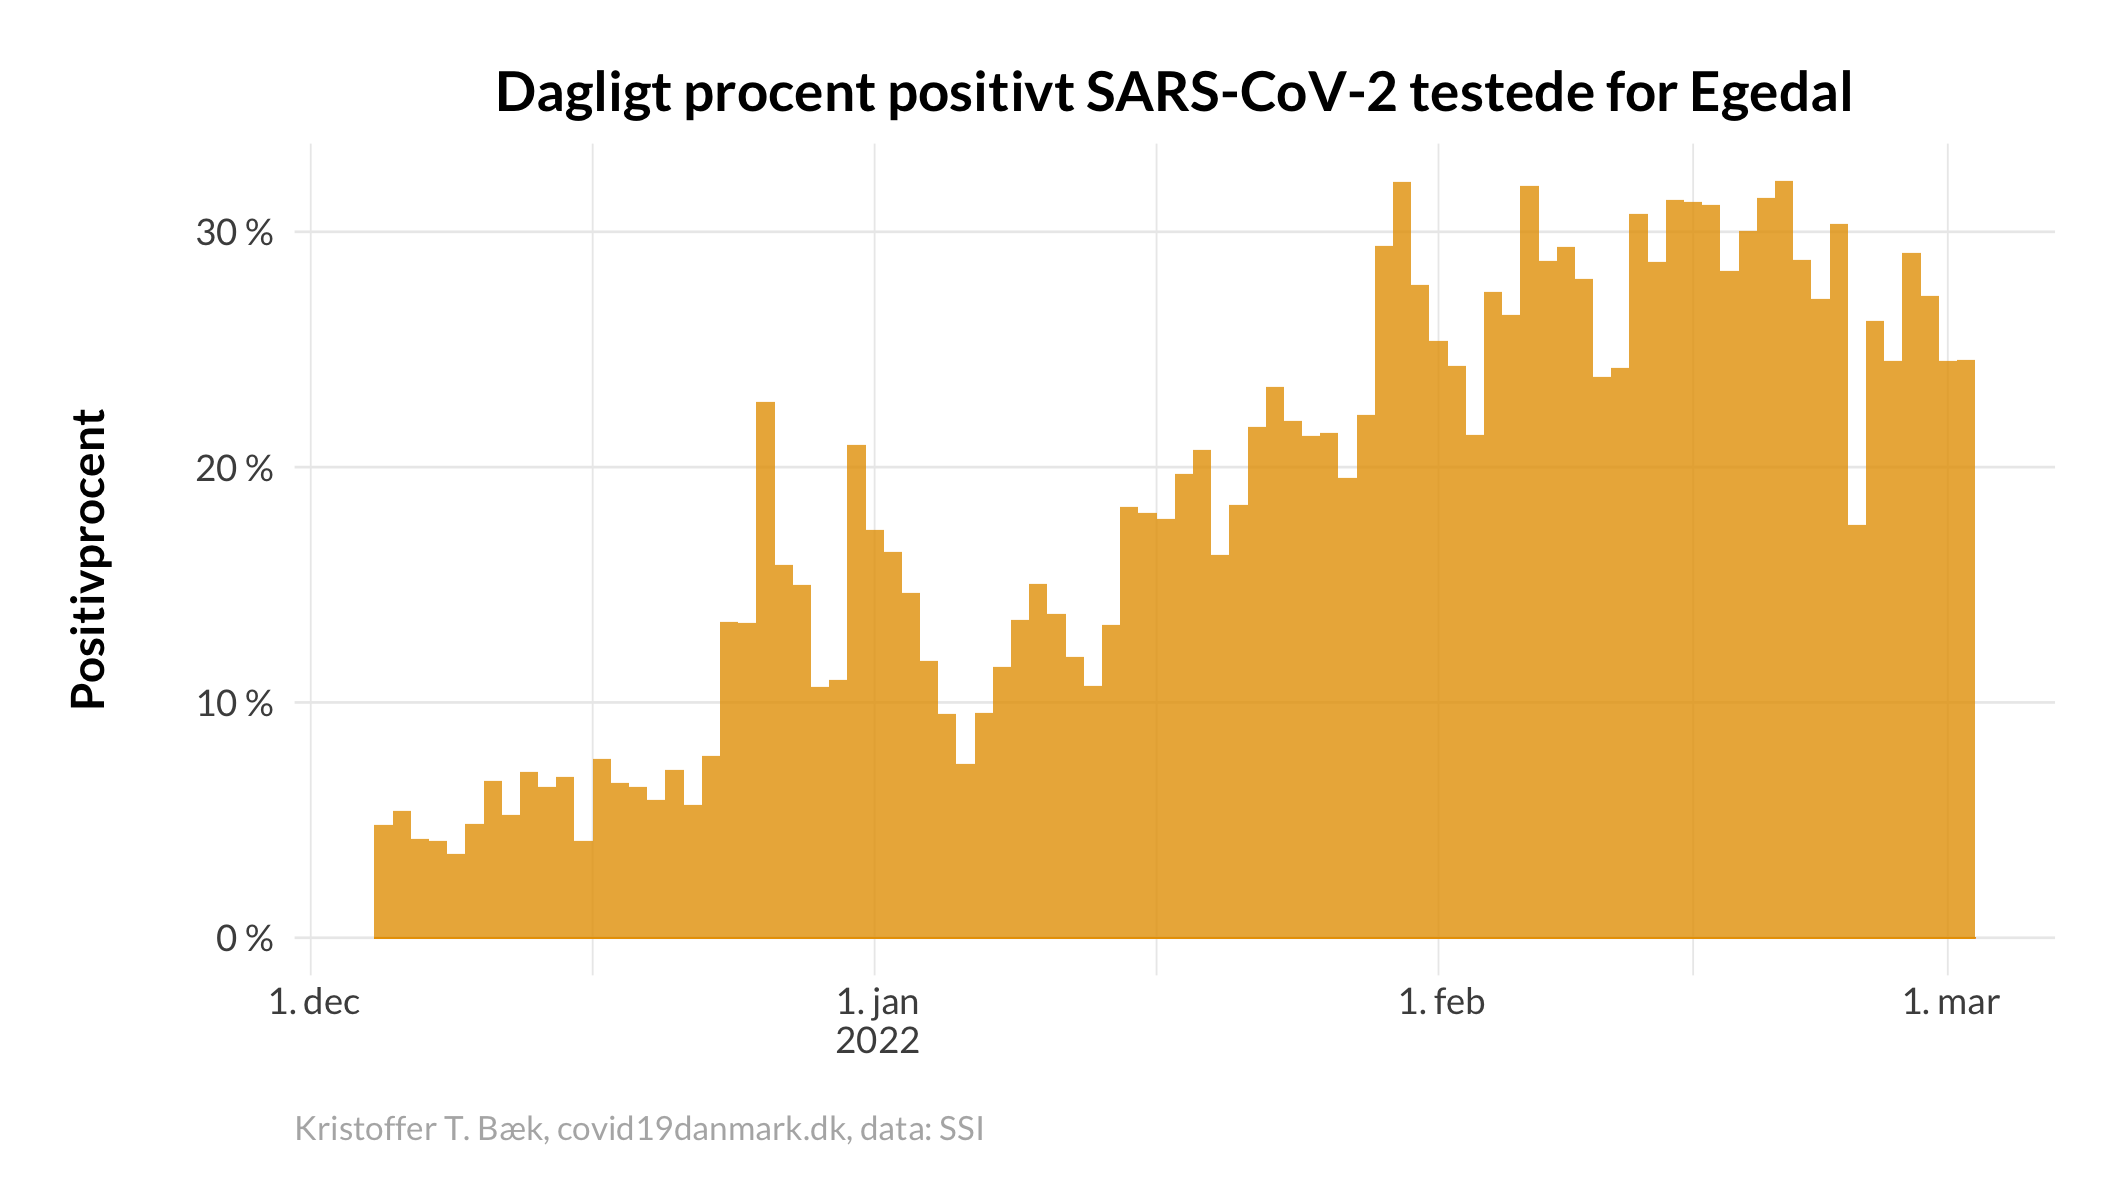 Dagligt procent positivt SARS-CoV-2 testede for Egedal
Positivprocent
30 %
20 %
10 %
0 %
1. dec
1. jan
2022
1. feb
1. mar
Kristoffer T. Bæk, covid19danmark.dk, data: SSI